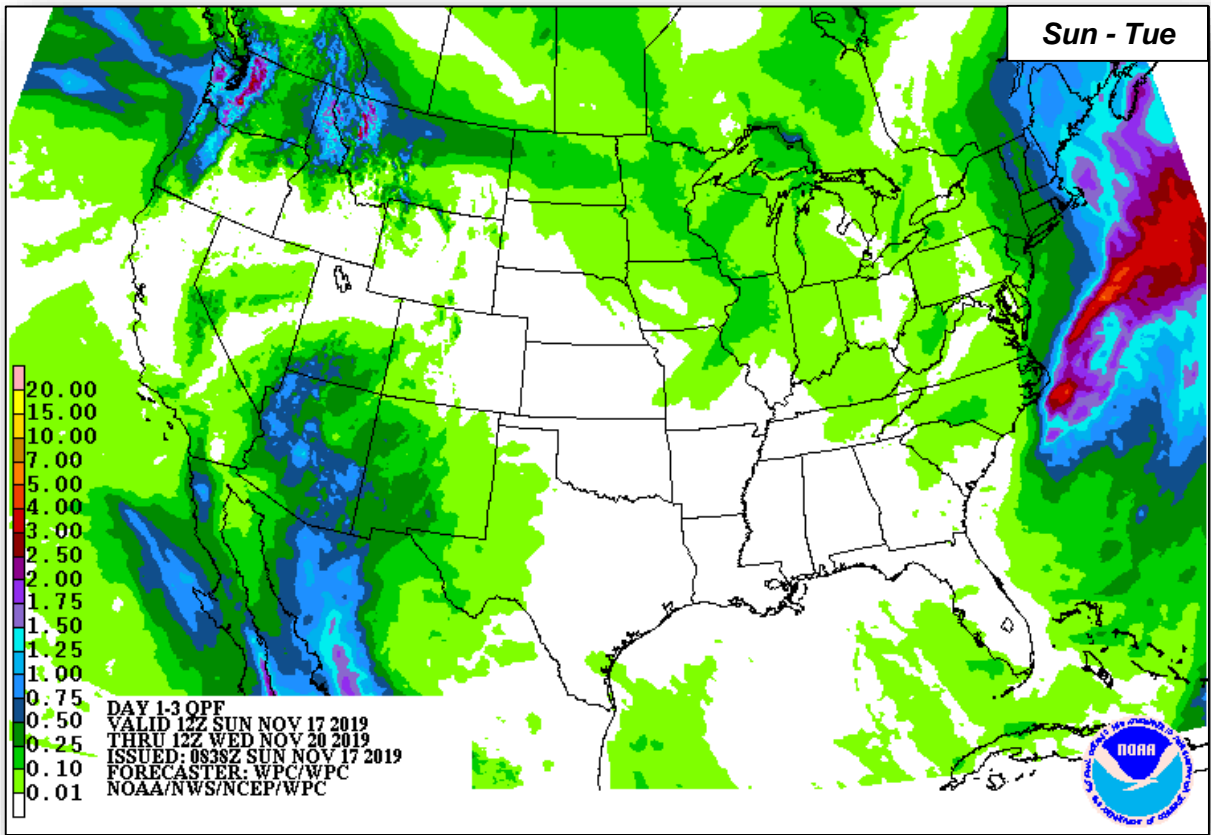 Sun - Tue
20.00
15.00
10.00
7.00
5.00
4.00
3.00
2.50
2.00
1.75
1.50
1.25
1.00
0.75
0.50
0.25
0.10
0.01
DAY 1-3 QPF
VALID 12Z SUN NOV 17 2019
THRU 12Z WED NOV 20 2019
ISSUED: 0838Z SUN NOV 17 2019
FORECASTER: WPC/WPC
NOAA/NWS/NCEP/WPC
NOAA